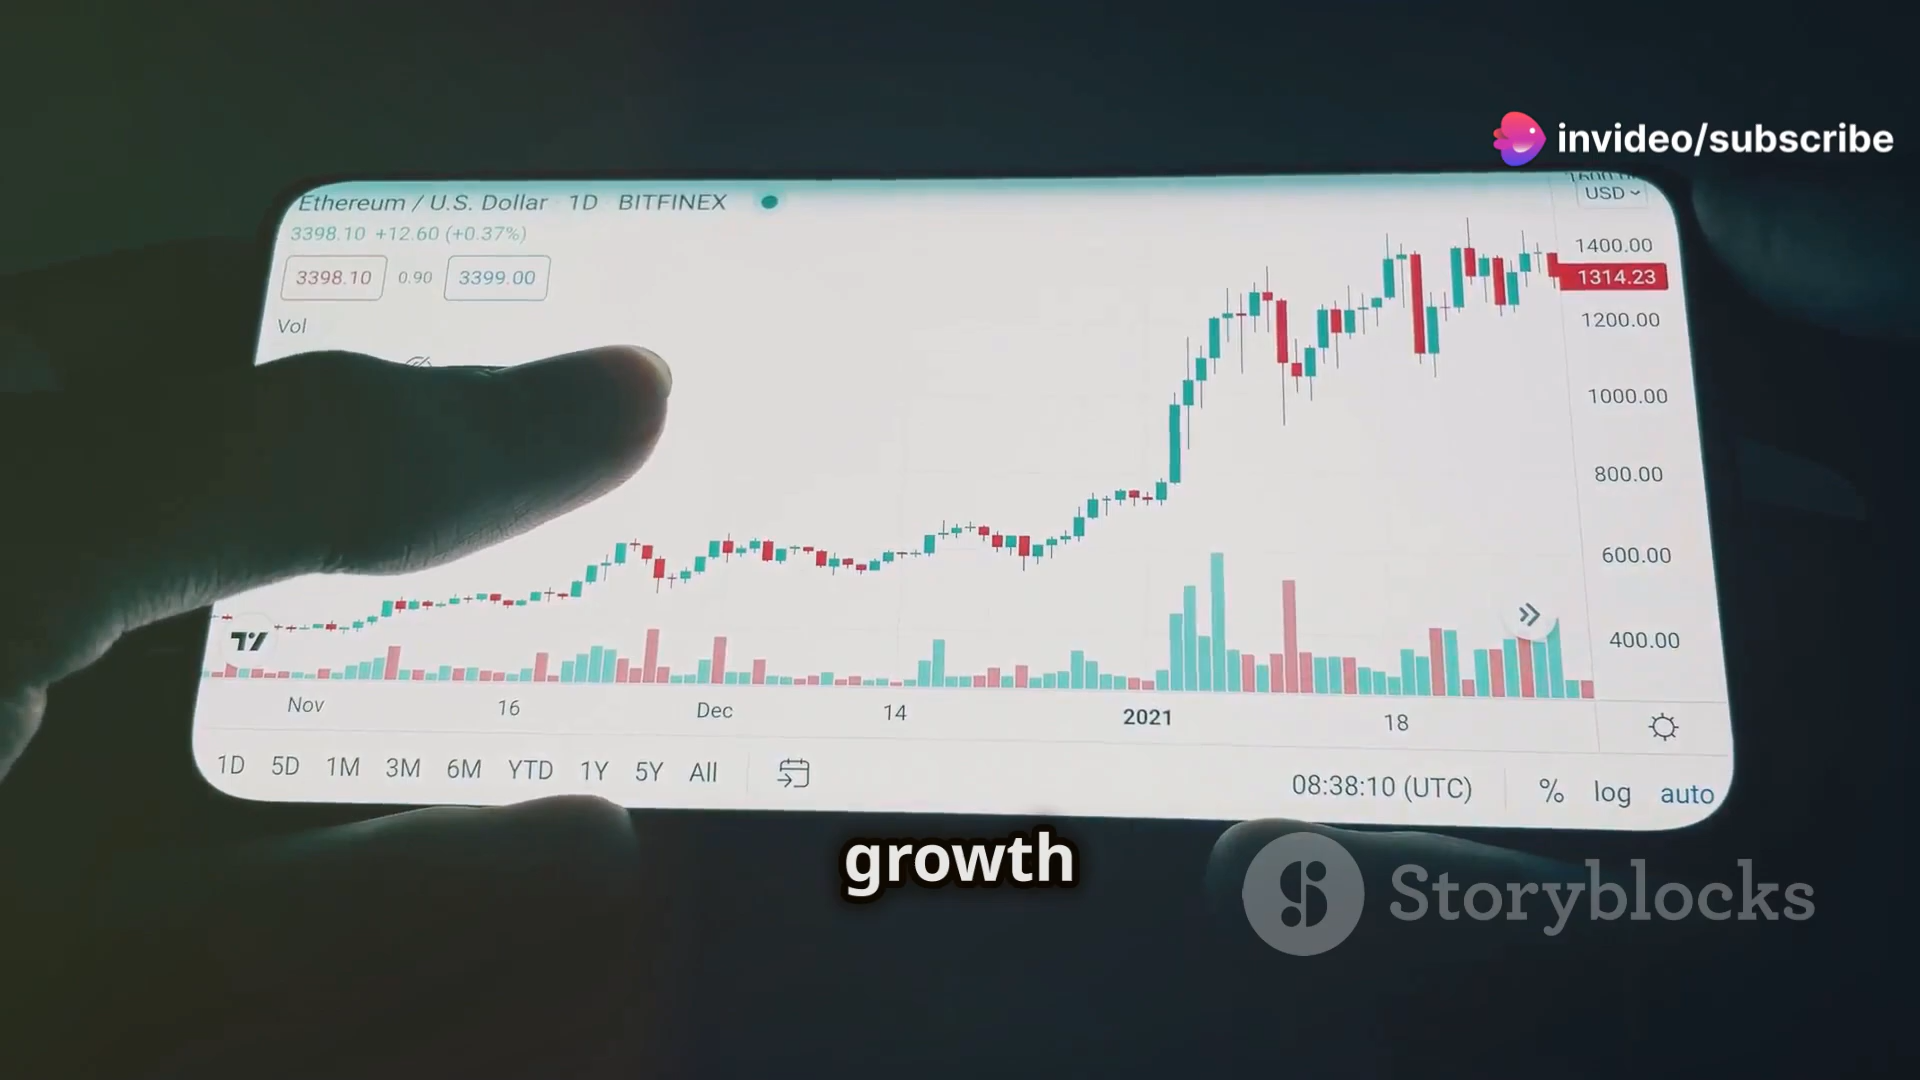 invideo/subscribe
Ethereum / U.S. Dollar 1D BITFINEX
USD
3398.10 +12.60 (+0.37%)
3398.10 0.90 3399.00
Vol
1400.00
1314.23
1200.00
1000.00
800.00
600.00
400.00
Nov 16 Dec 14 2021 18
1D 5D 1M 3M 6M YTD 1Y 5Y All
08:38:10 (UTC) % log auto
growth
Storyblocks